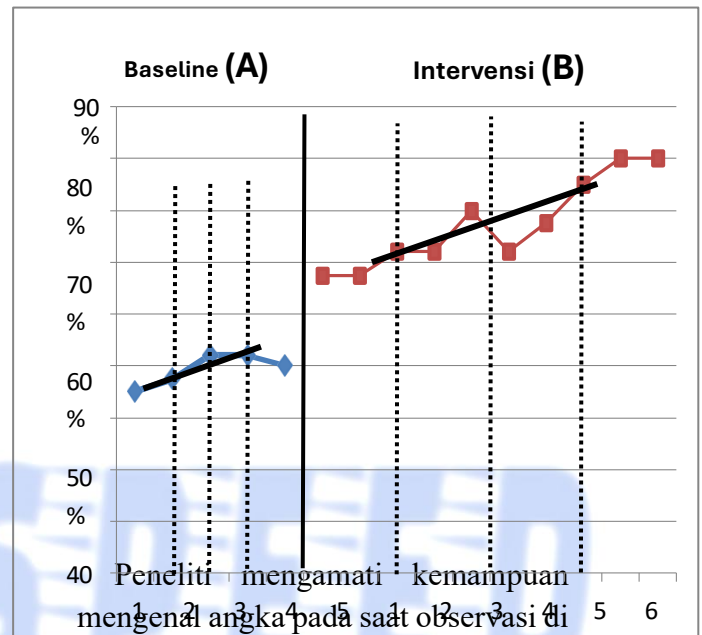 Baseline (A) Intervensi (B)
90
%
80
%
70
%
60
%
50
%
40
Peneliti mengamati kemampuan
1 2 3 4 5 1 2 3 4 5 6
mengenal angka pada saat observasi di
SPEED